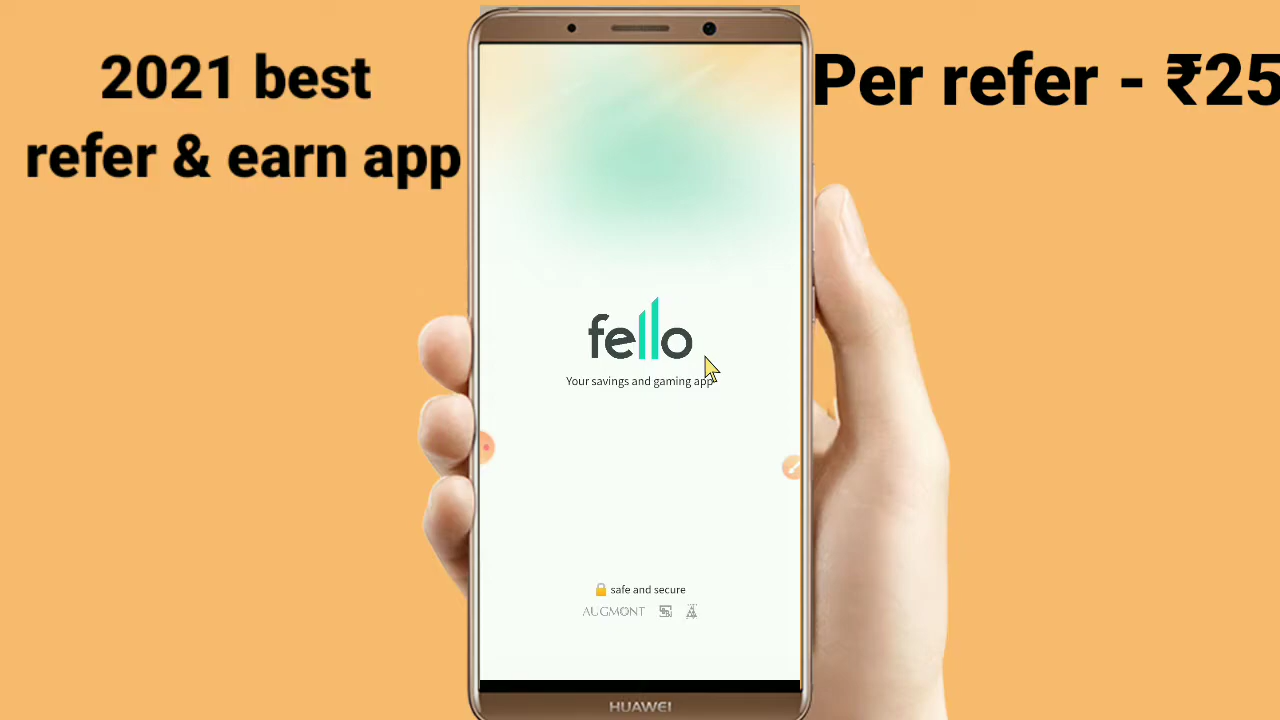 2021 best
refer & earn app
Per refer - ₹25
fello
Your savings and gaming app
🔒 safe and secure
AUGMONT
HUAWEI